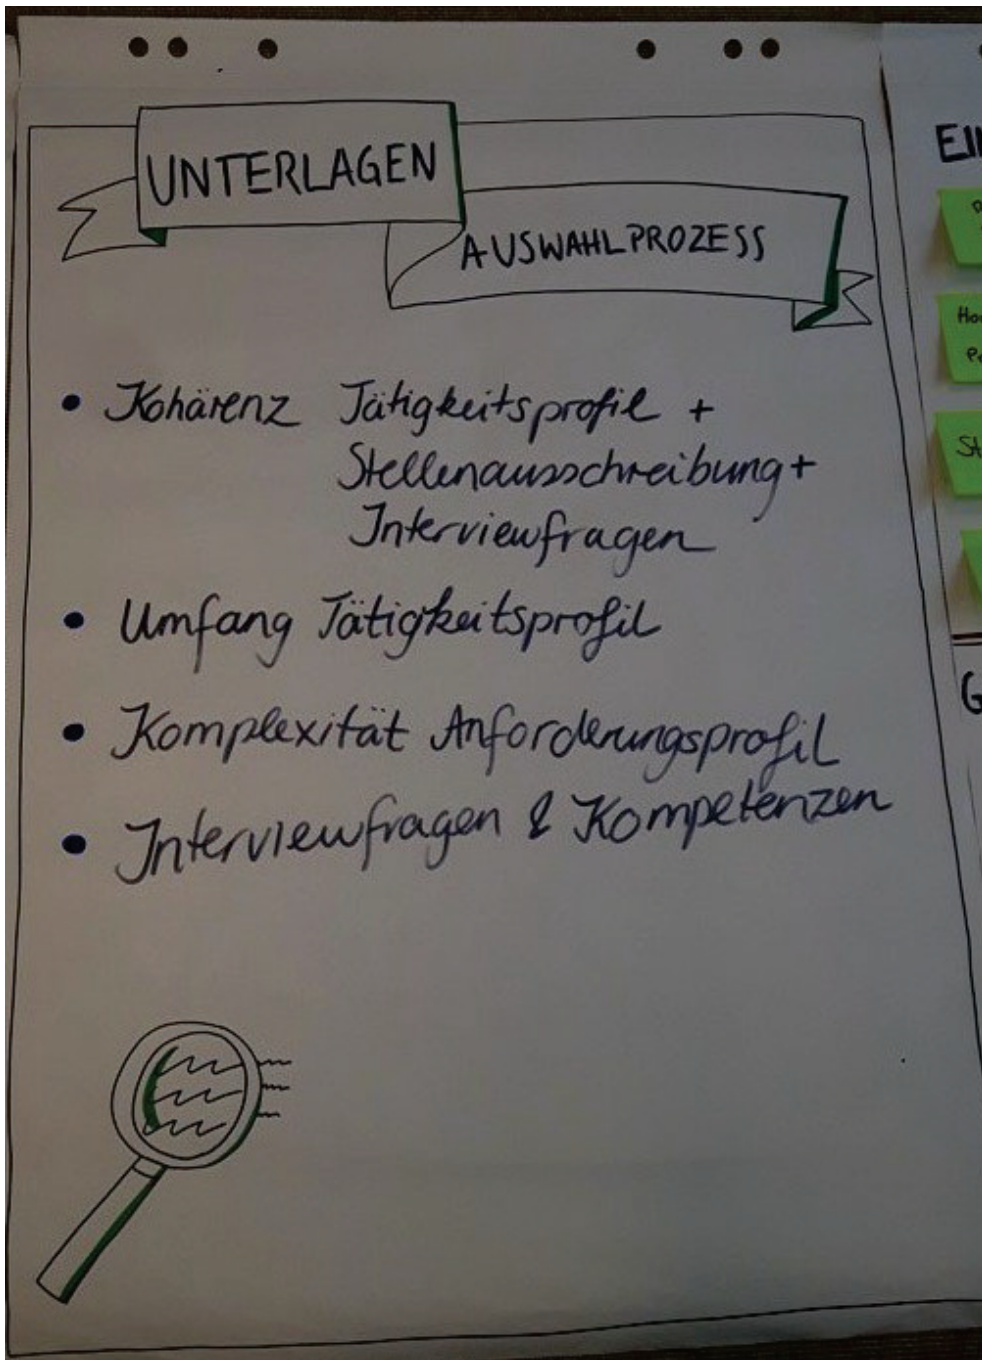 UNTERLAGEN
AUSWAHLPROZESS
• Kohärenz Tätigkeitsprofil +
Stellenausschreibung +
Interviewfragen
• Umfang Tätigkeitsprofil
• Komplexität Anforderungsprofil
• Interviewfragen & Kompetenzen